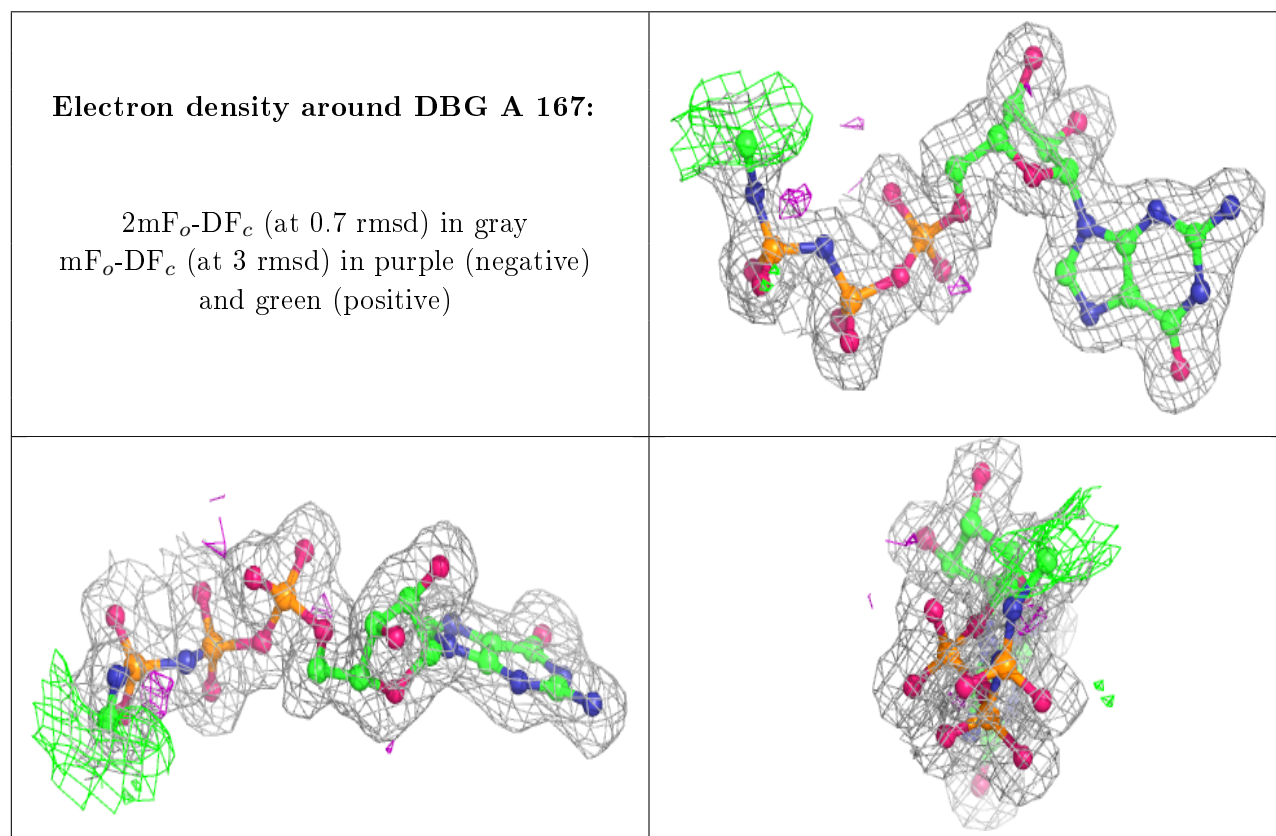 Electron density around DBG A 167:
2mFo-DFc (at 0.7 rmsd) in gray
mFo-DFc (at 3 rmsd) in purple (negative)
and green (positive)